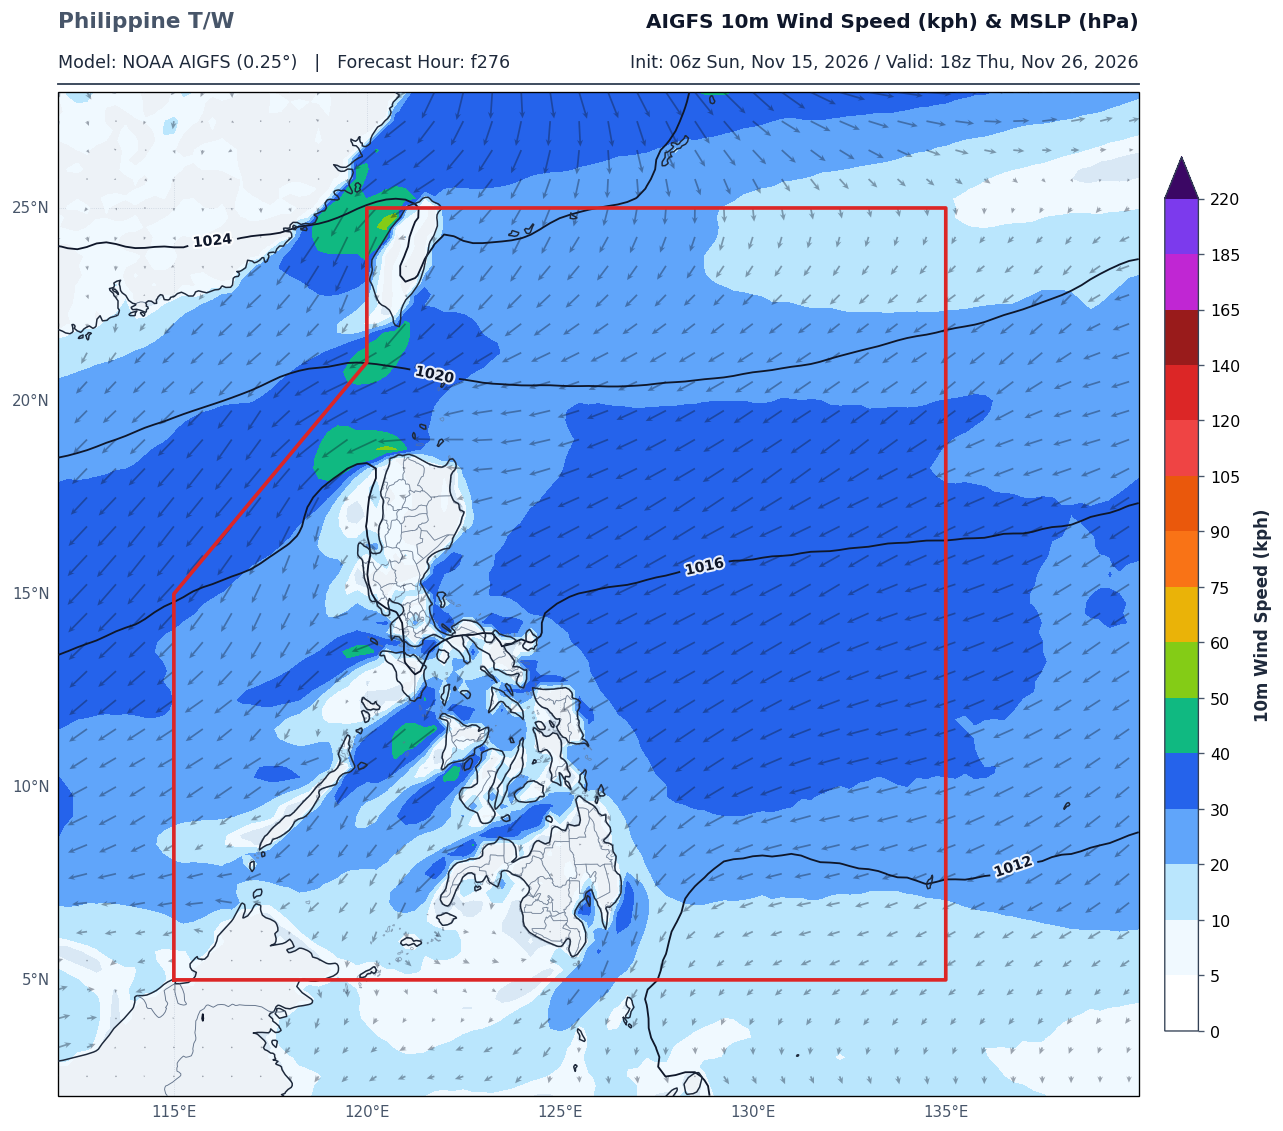 Philippine T/W
AIGFS 10m Wind Speed (kph) & MSLP (hPa)
Model: NOAA AIGFS (0.25°) | Forecast Hour: f276
Init: 06z Sun, Nov 15, 2026 / Valid: 18z Thu, Nov 26, 2026
25°N
20°N
15°N
10°N
5°N
115°E
120°E
125°E
130°E
135°E
1024
1020
1016
1012
220
185
165
140
120
105
90
75
60
50
40
30
20
10
5
0
10m Wind Speed (kph)